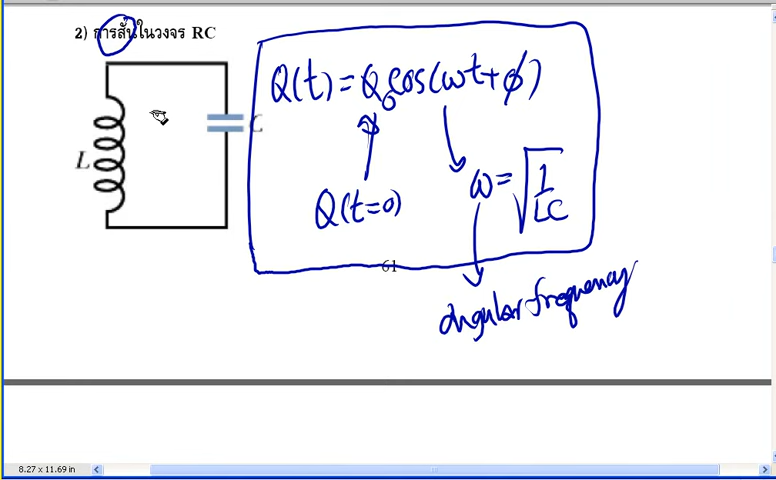 2) การสั่นในวงจร RC
Q(t) = Q₀cos(ωt+ϕ)
C
L
ω = √(1/LC)
Q(t=0)
61
angular frequency
8.27 x 11.69 in